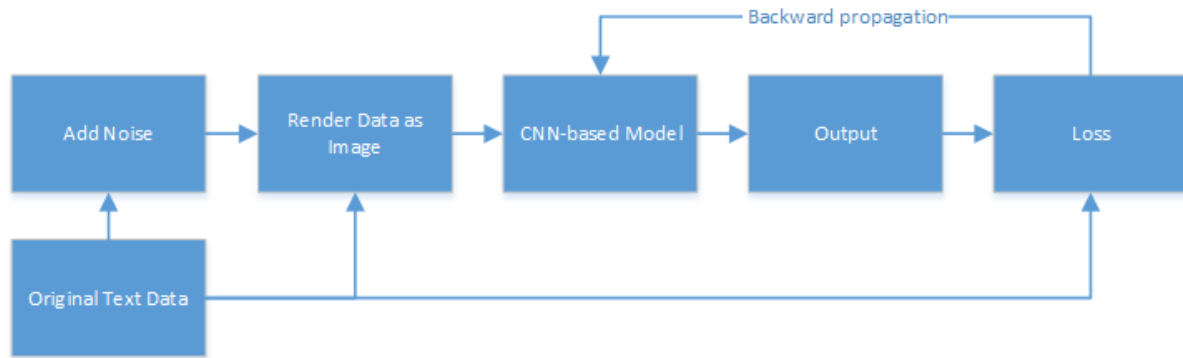 Backward propagation
Add Noise
Render Data as
Image
CNN-based Model
Output
Loss
Original Text Data